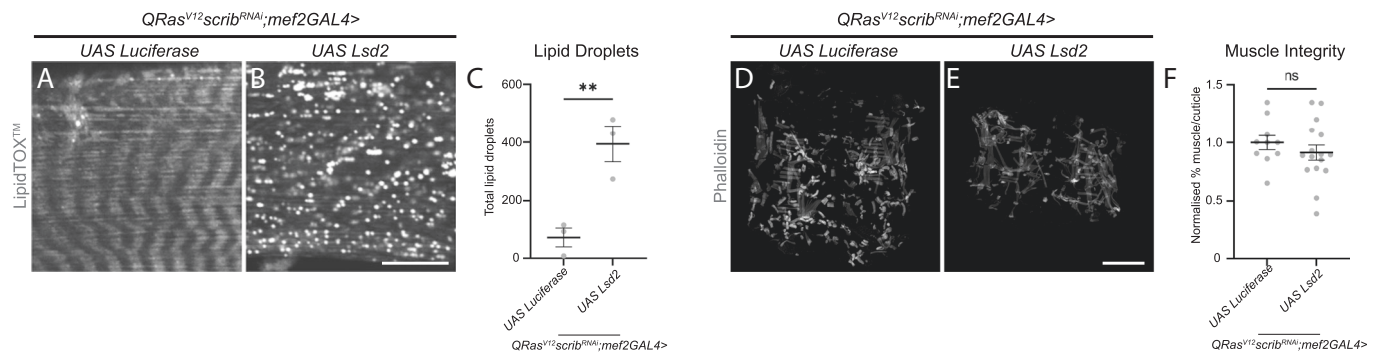 QRasV12scribRNAi;mef2GAL4>
UAS Luciferase
UAS Lsd2
A
B
LipidTOX™
C
Lipid Droplets
**
Total lipid droplets
600
400
200
0
UAS Luciferase
UAS Lsd2
QRasV12scribRNAi;mef2GAL4>
QRasV12scribRNAi;mef2GAL4>
UAS Luciferase
UAS Lsd2
D
E
Phalloidin
F
Muscle Integrity
ns
Normalised % muscle/cuticle
1.5
1.0
0.5
0
UAS Luciferase
UAS Lsd2
QRasV12scribRNAi;mef2GAL4>